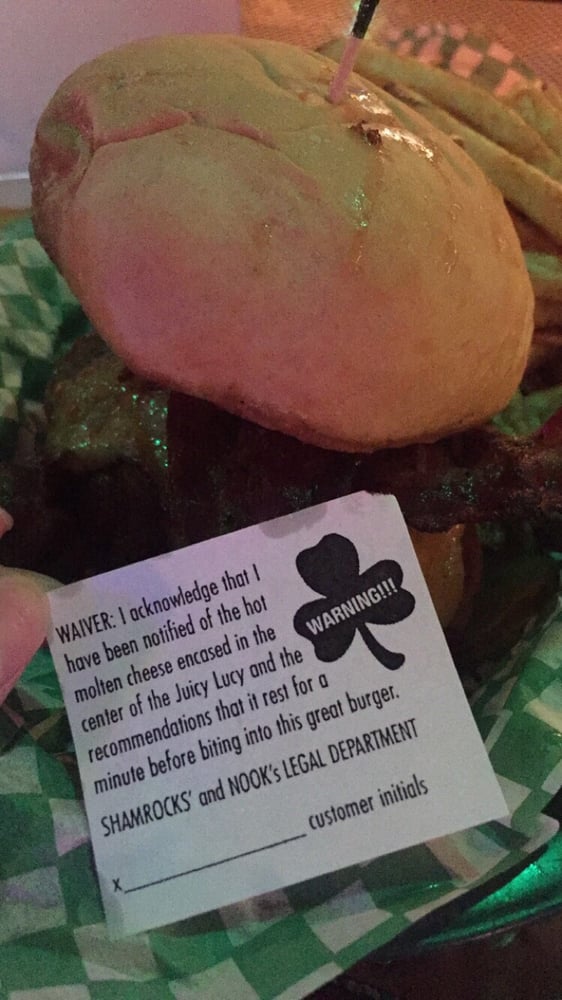 WAIVER: I acknowledge that I
have been notified of the hot
molten cheese encased in the
center of the Juicy Lucy and the
recommendations that it rest for a
minute before biting into this great burger.
SHAMROCKS' and NOOK's LEGAL DEPARTMENT
x____________________ customer initials
WARNING!!!